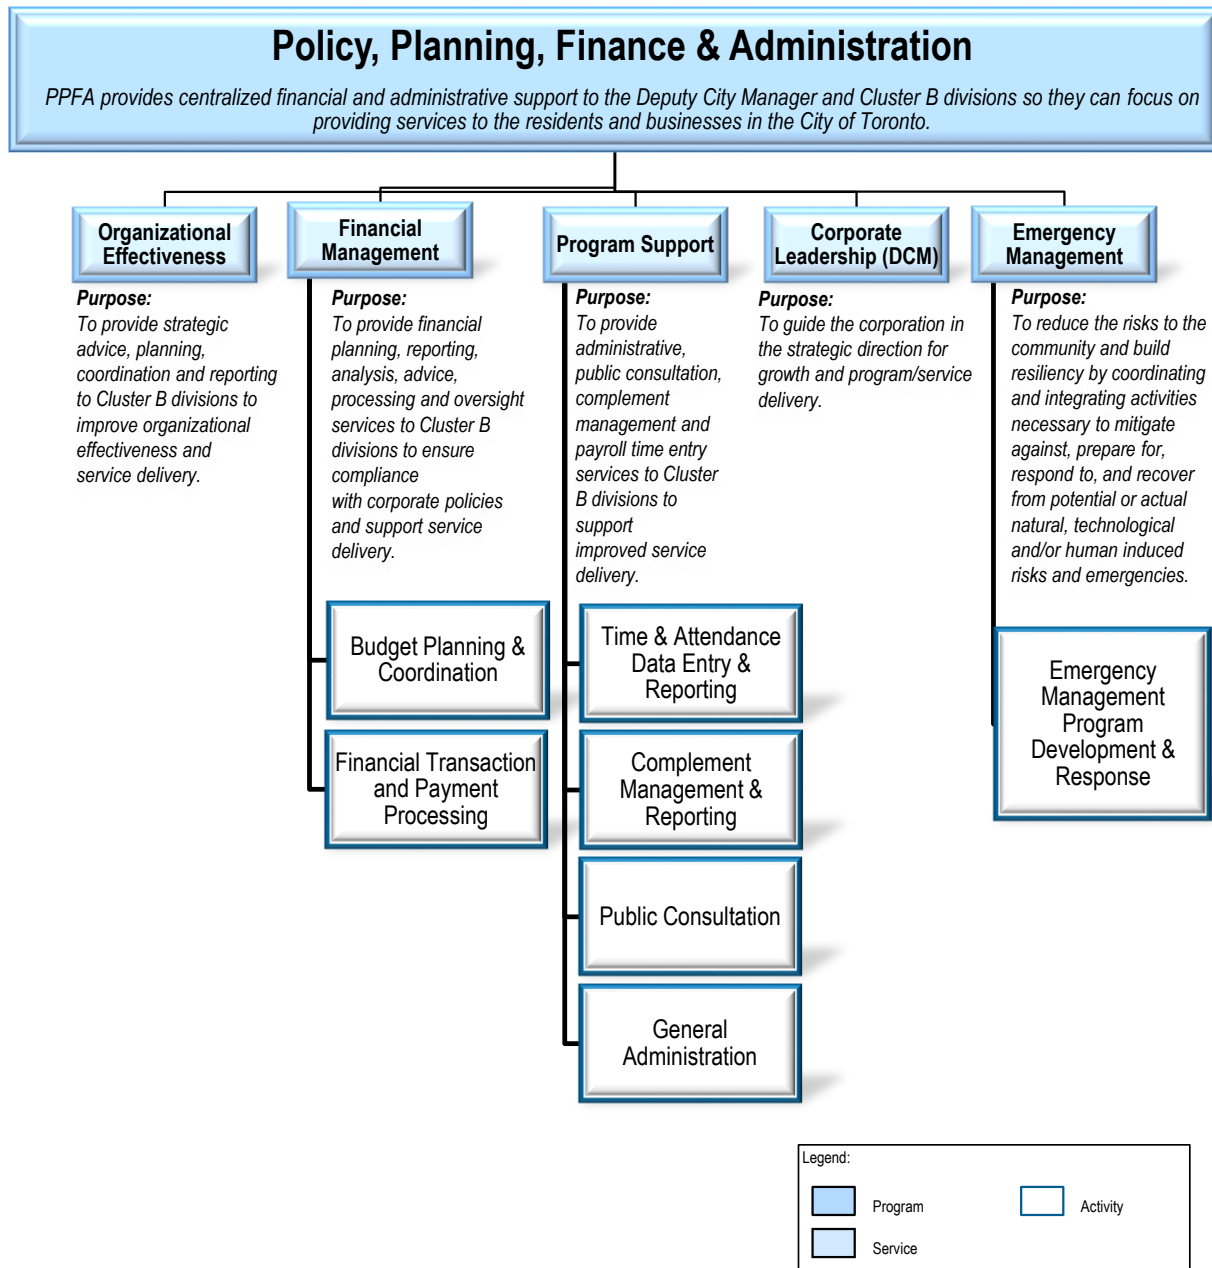 Policy, Planning, Finance & Administration
PPFA provides centralized financial and administrative support to the Deputy City Manager and Cluster B divisions so they can focus on
providing services to the residents and businesses in the City of Toronto.
Organizational
Effectiveness
Purpose:
To provide strategic
advice, planning,
coordination and reporting
to Cluster B divisions to
improve organizational
effectiveness and
service delivery.
Financial
Management
Purpose:
To provide financial
planning, reporting,
analysis, advice,
processing and oversight
services to Cluster B
divisions to ensure
compliance
with corporate policies
and support service
delivery.
Budget Planning &
Coordination
Financial Transaction
and Payment
Processing
Program Support
Purpose:
To provide
administrative,
public consultation,
complement
management and
payroll time entry
services to Cluster
B divisions to
support
improved service
delivery.
Time & Attendance
Data Entry &
Reporting
Complement
Management &
Reporting
Public Consultation
General
Administration
Corporate
Leadership (DCM)
Purpose:
To guide the corporation in
the strategic direction for
growth and program/service
delivery.
Emergency
Management
Purpose:
To reduce the risks to the
community and build
resiliency by coordinating
and integrating activities
necessary to mitigate
against, prepare for,
respond to, and recover
from potential or actual
natural, technological
and/or human induced
risks and emergencies.
Emergency
Management
Program
Development &
Response
Legend:
Program
Activity
Service